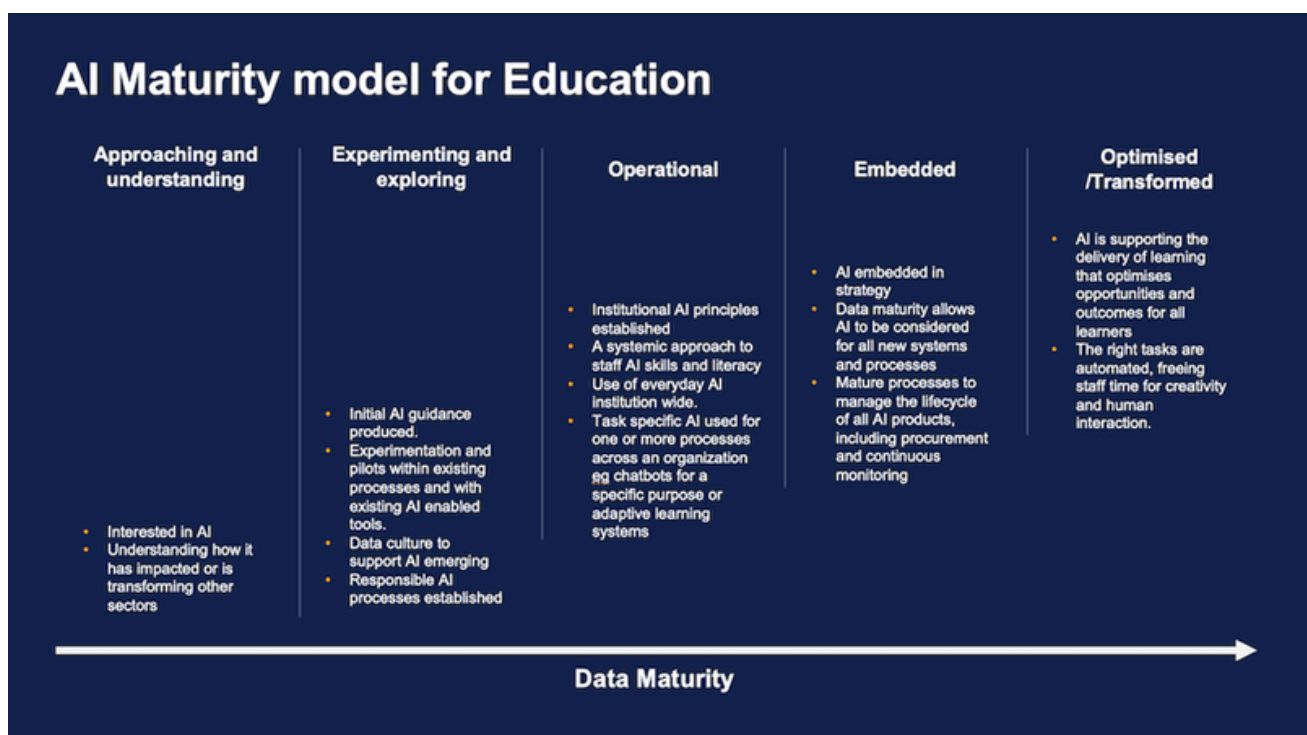 AI Maturity model for Education
Approaching and
understanding
• Interested in AI
• Understanding how it
has impacted or is
transforming other
sectors
Experimenting and
exploring
• Initial AI guidance
produced.
• Experimentation and
pilots within existing
processes and with
existing AI enabled
tools.
• Data culture to
support AI emerging
• Responsible AI
processes established
Operational
• Institutional AI principles
established
• A systemic approach to
staff AI skills and literacy
• Use of everyday AI
institution wide.
• Task specific AI used for
one or more processes
across an organization
eg chatbots for a
specific purpose or
adaptive learning
systems
Embedded
• AI embedded in
strategy
• Data maturity allows
AI to be considered
for all new systems
and processes
• Mature processes to
manage the lifecycle
of all AI products,
including procurement
and continuous
monitoring
Optimised
/Transformed
• AI is supporting the
delivery of learning
that optimises
opportunities and
outcomes for all
learners
• The right tasks are
automated, freeing
staff time for creativity
and human
interaction.
Data Maturity